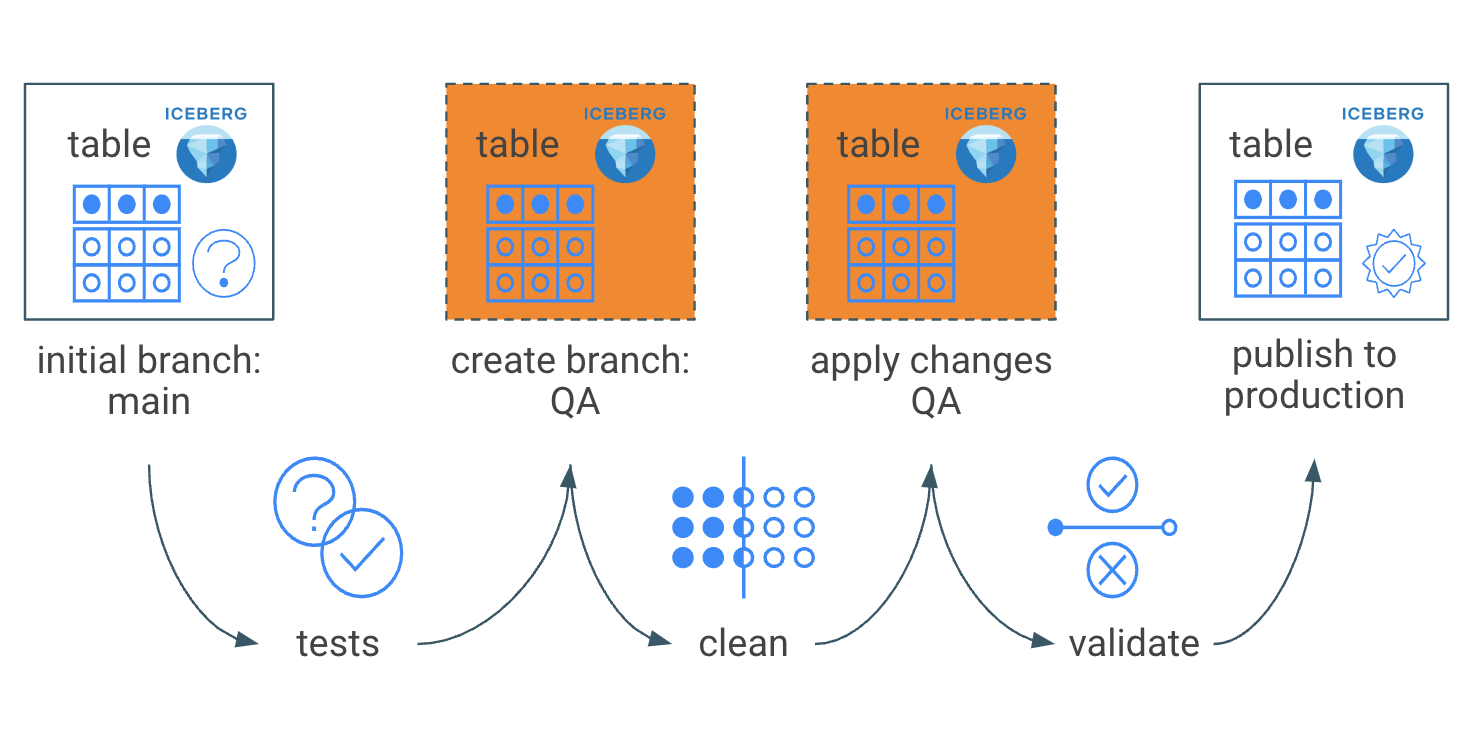 ICEBERG
table
initial branch:
main
ICEBERG
table
create branch:
QA
ICEBERG
table
apply changes
QA
ICEBERG
table
publish to
production
tests
clean
validate